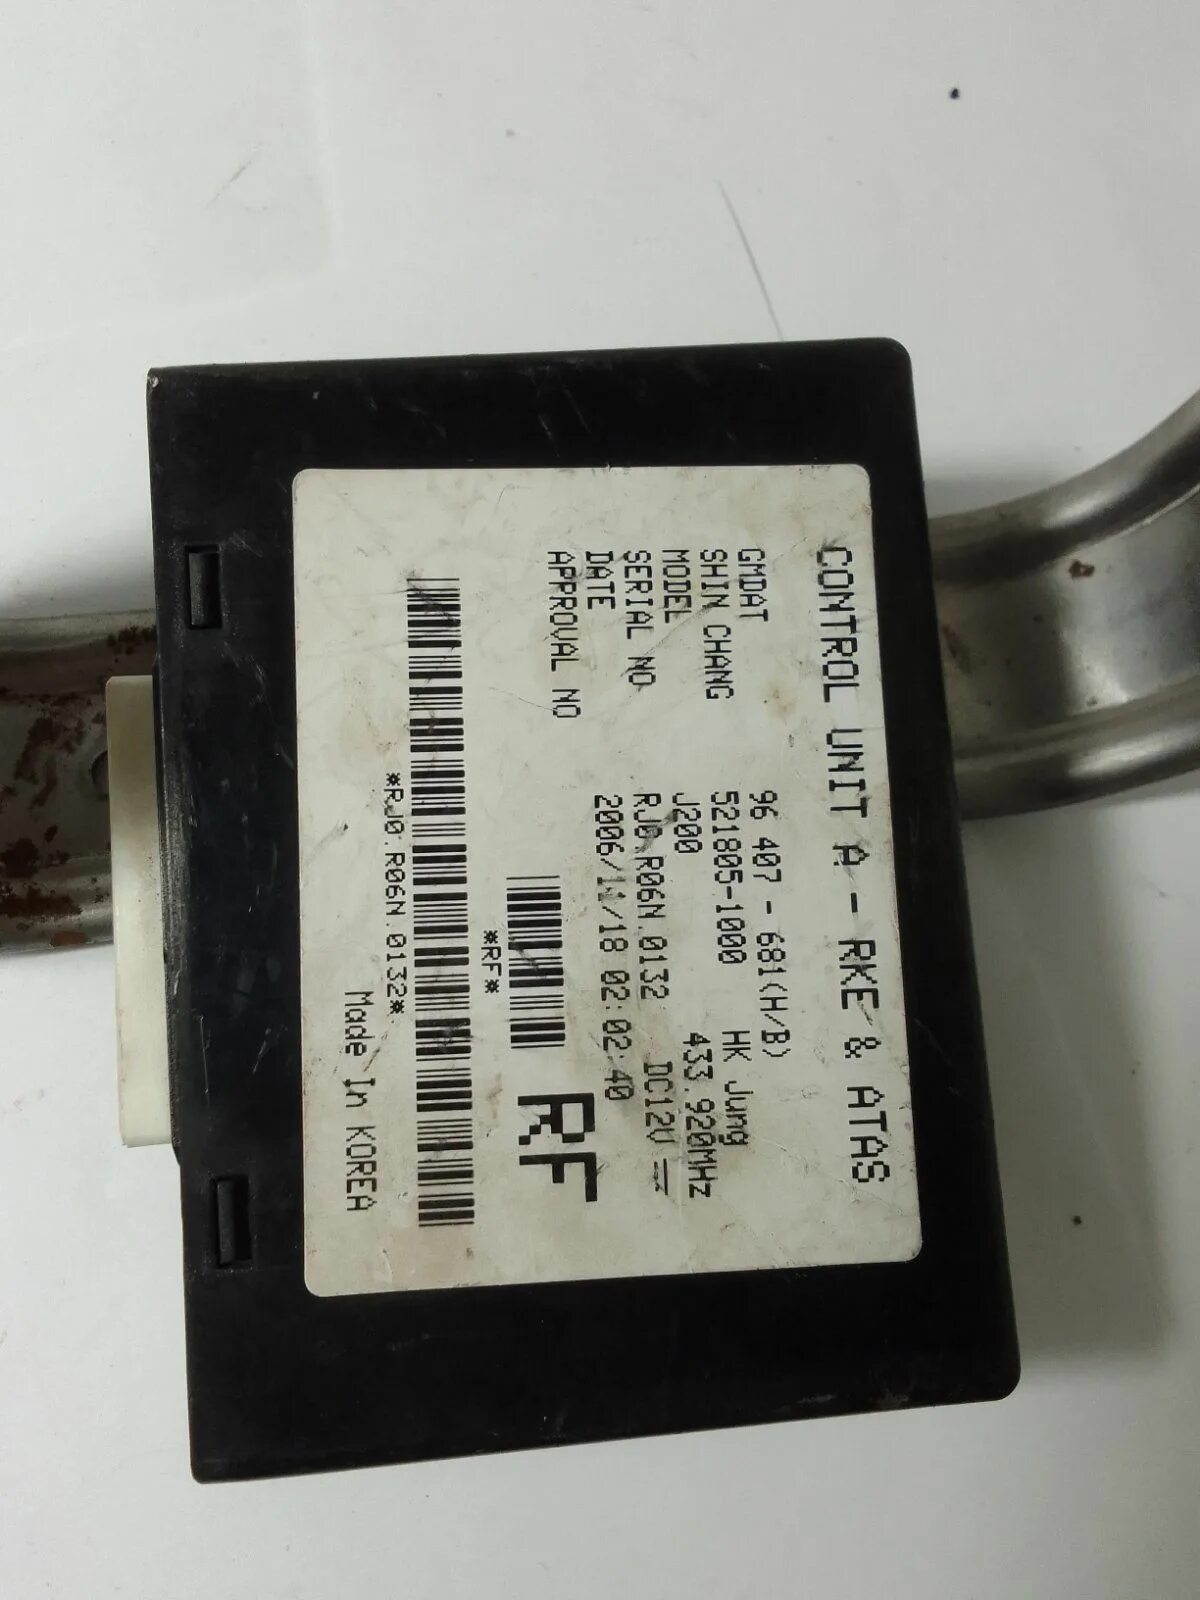 CONTROL UNIT A - RKE & ATAS
GMDAT 96 407 - 681(H/B)
SHIN CHANG 521805-1000 HK Jung
MODEL J200 433.920MHz
SERIAL NO RJ0.R06N.0132 DC12V
DATE 2006/11/18 02:02:40
APPROVAL NO
RF
*RF*
*RJ0.R06N.0132*
Made In KOREA